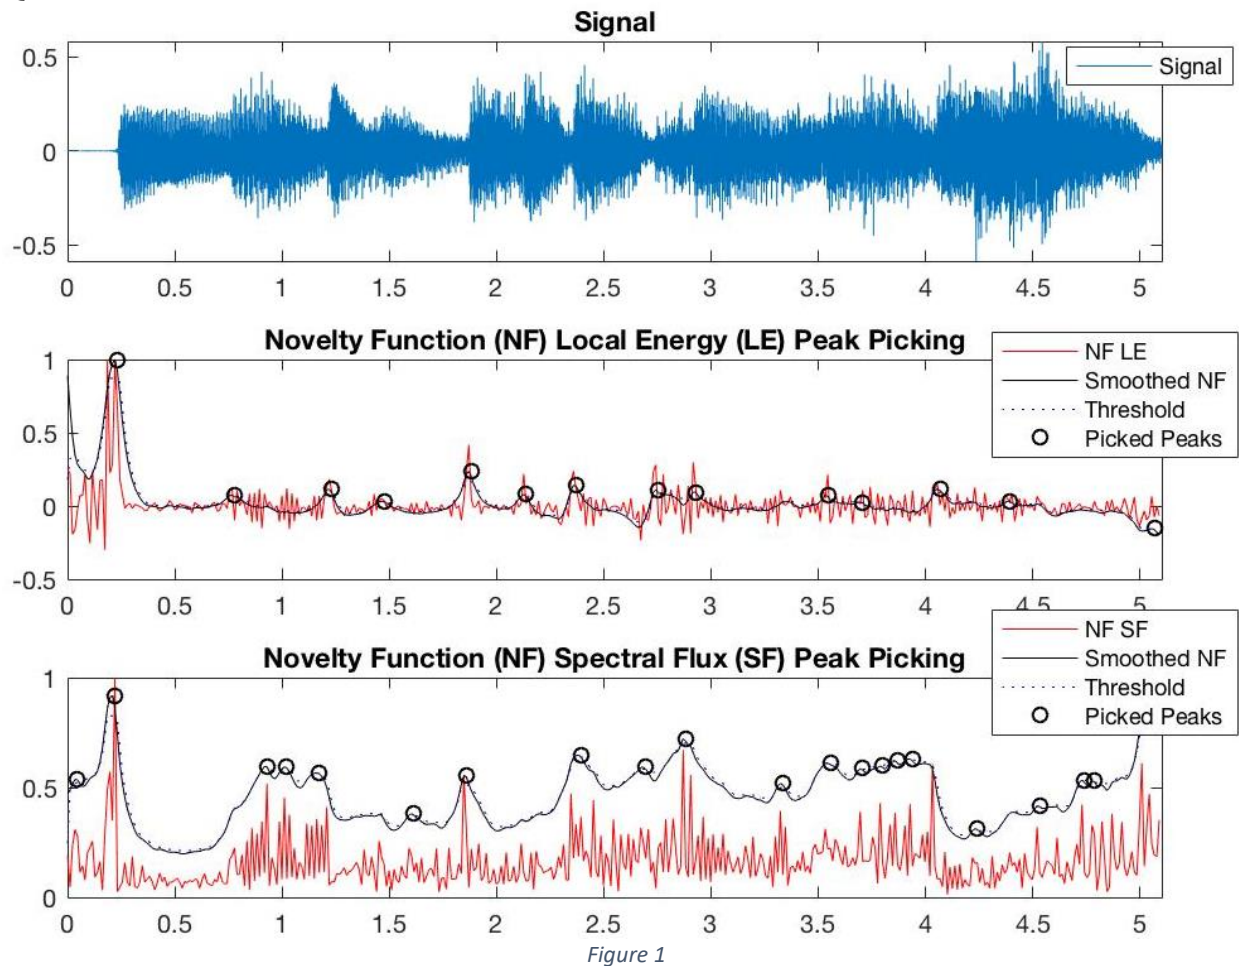 Signal
0.5
0
-0.5
Signal
0 0.5 1 1.5 2 2.5 3 3.5 4 4.5 5
Novelty Function (NF) Local Energy (LE) Peak Picking
1
0.5
0
-0.5
NF LE
Smoothed NF
Threshold
Picked Peaks
0 0.5 1 1.5 2 2.5 3 3.5 4 4.5 5
Novelty Function (NF) Spectral Flux (SF) Peak Picking
1
0.5
0
NF SF
Smoothed NF
Threshold
Picked Peaks
0 0.5 1 1.5 2 2.5 3 3.5 4 4.5 5
Figure 1